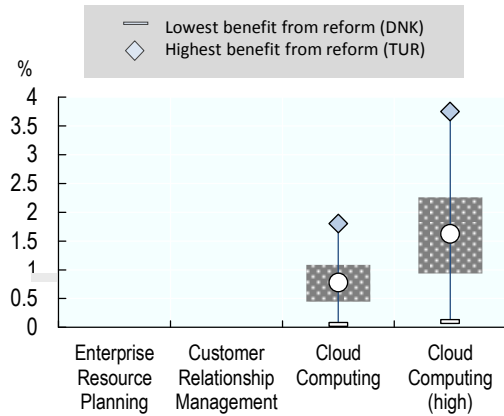 Lowest benefit from reform (DNK)
Highest benefit from reform (TUR)
%
4
3.5
3
2.5
2
1.5
1
0.5
0
Enterprise Resource Planning
Customer Relationship Management
Cloud Computing
Cloud Computing (high)